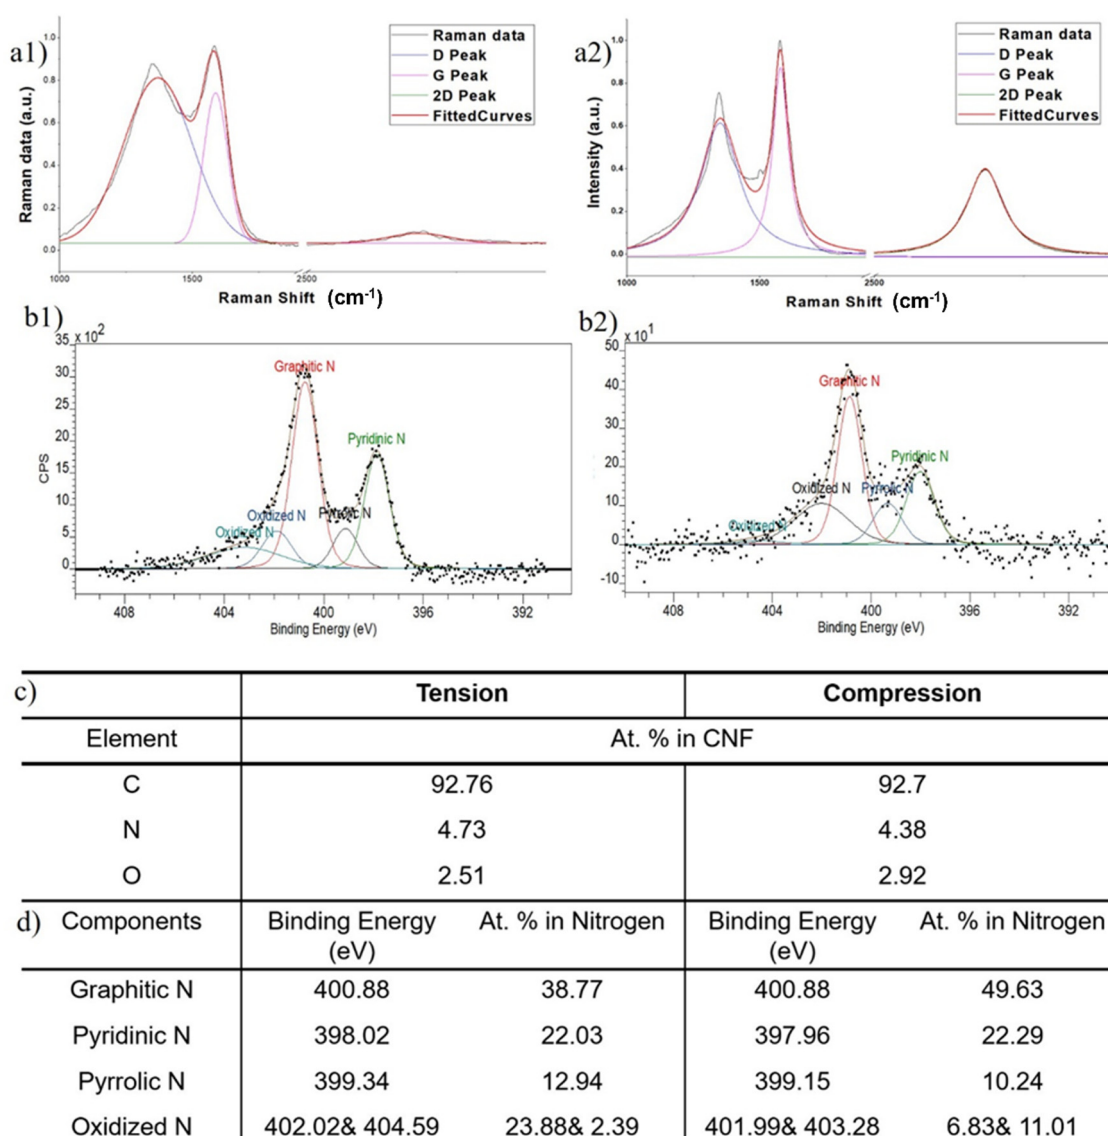 a1)
Raman data
D Peak
G Peak
2D Peak
FittedCurves
Raman data (a.u.)
1.0
0.8
0.6
0.4
0.2
0.0
1000
1500
2500
Raman Shift (cm-1)
a2)
Raman data
D Peak
G Peak
2D Peak
FittedCurves
Intensity (a.u.)
1.0
0.8
0.6
0.4
0.2
0.0
1000
1500
2500
Raman Shift (cm-1)
b1)
35 x 10²
30
25
20
15
10
5
0
CPS
Graphitic N
Pyridinic N
Pyrrolic N
Oxidized N
Oxidized N
408 404 400 396 392
Binding Energy (eV)
b2)
50 x 10¹
40
30
20
10
0
-10
Graphitic N
Pyridinic N
Oxidized N
Pyrrolic N
Oxidized N
408 404 400 396 392
Binding Energy (eV)
c) Tension Compression
Element At. % in CNF
C 92.76 92.7
N 4.73 4.38
O 2.51 2.92
d) Components Binding Energy (eV) At. % in Nitrogen Binding Energy (eV) At. % in Nitrogen
Graphitic N 400.88 38.77 400.88 49.63
Pyridinic N 398.02 22.03 397.96 22.29
Pyrrolic N 399.34 12.94 399.15 10.24
Oxidized N 402.02& 404.59 23.88& 2.39 401.99& 403.28 6.83& 11.01